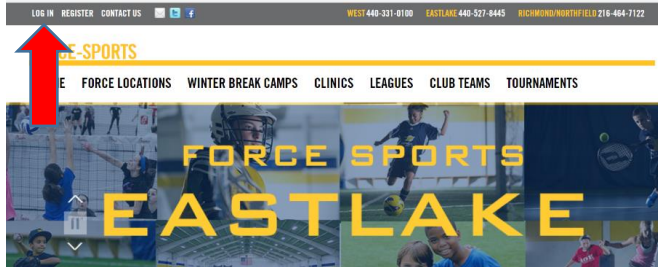 LOG IN REGISTER CONTACT US WEST 440-331-0100 EASTLAKE 440-527-8445 RICHMOND/NORTHFIELD 216-464-7122
-SPORTS
FORCE LOCATIONS WINTER BREAK CAMPS CLINICS LEAGUES CLUB TEAMS TOURNAMENTS
FORCE SPORTS
EASTLAKE